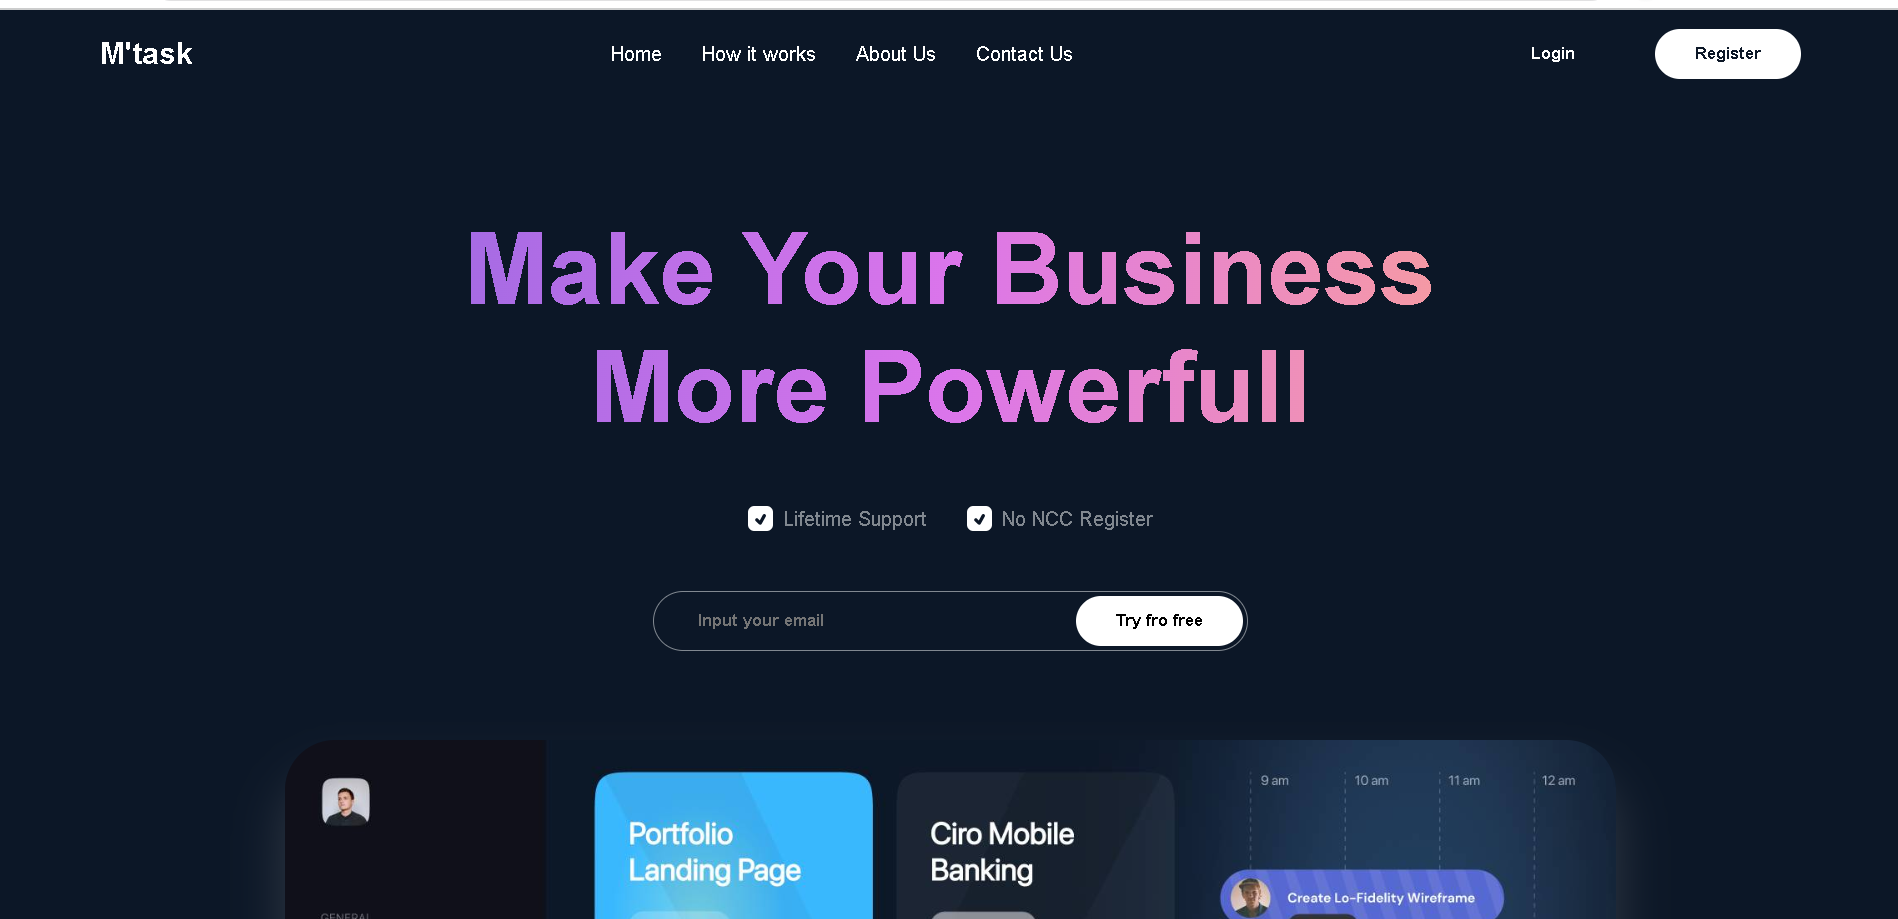 M'task
Home How it works About Us Contact Us
Login
Register
Make Your Business
More Powerfull
Lifetime Support
No NCC Register
Input your email
Try fro free
9 am 10 am 11 am 12 am
Portfolio
Landing Page
Ciro Mobile
Banking
Create Lo-Fidelity Wireframe
GENERAL